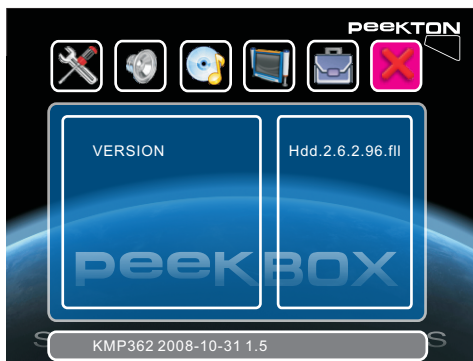 PeeKTON
VERSION
Hdd.2.6.2.96.fll
PeeKBOX
S S
KMP362 2008-10-31 1.5